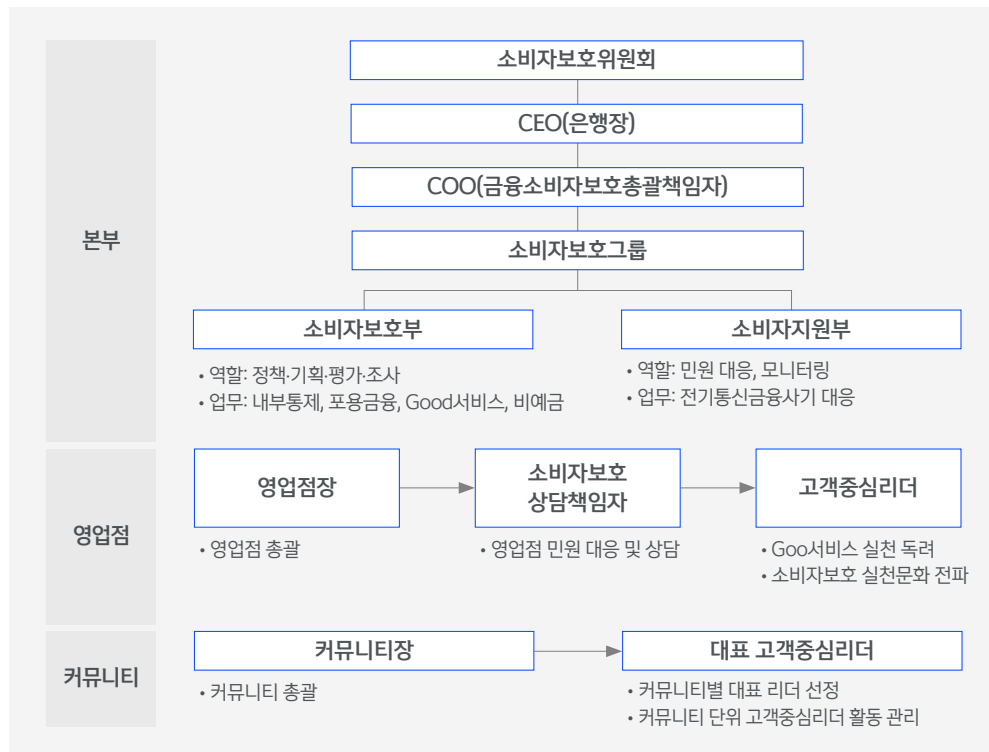 본부
소비자보호위원회
CEO(은행장)
COO(금융소비자보호총괄책임자)
소비자보호그룹
소비자보호부
• 역할: 정책·기획·평가·조사
• 업무: 내부통제, 포용금융, Good서비스, 비예금
소비자지원부
• 역할: 민원 대응, 모니터링
• 업무: 전기통신금융사기 대응
영업점
영업점장
• 영업점 총괄
소비자보호
상담책임자
• 영업점 민원 대응 및 상담
고객중심리더
• Goo서비스 실천 독려
• 소비자보호 실천문화 전파
커뮤니티
커뮤니티장
• 커뮤니티 총괄
대표 고객중심리더
• 커뮤니티별 대표 리더 선정
• 커뮤니티 단위 고객중심리더 활동 관리